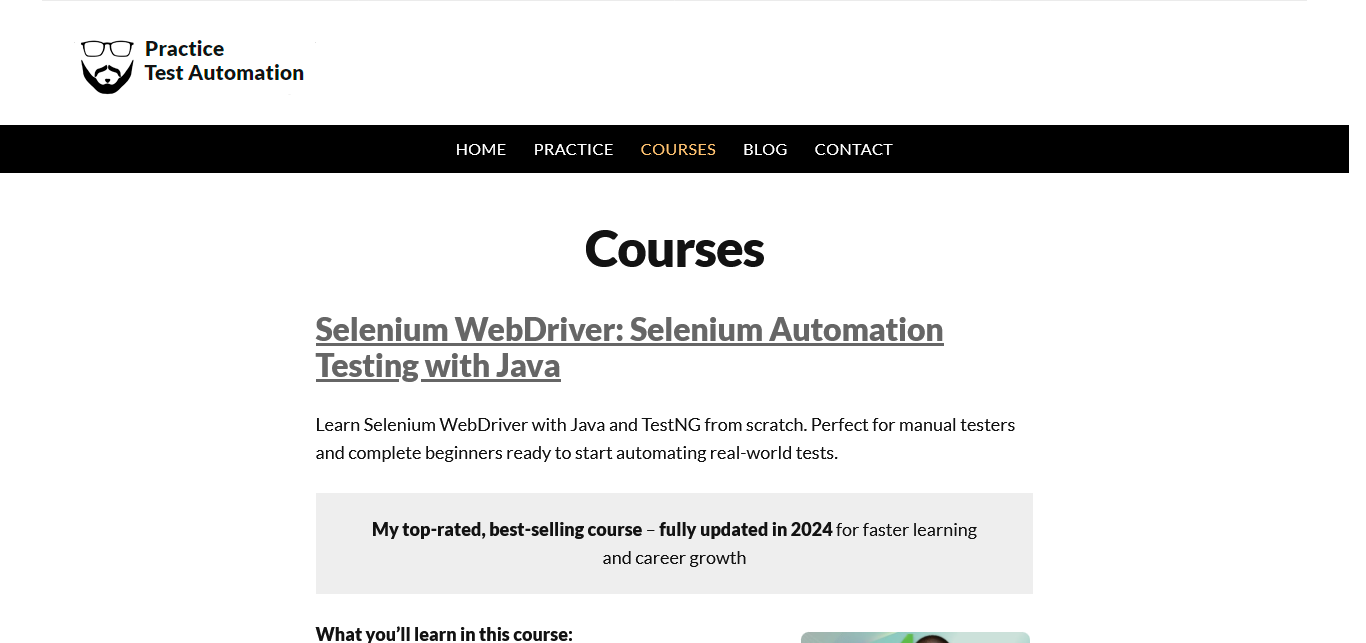 Practice
Test Automation
HOME PRACTICE COURSES BLOG CONTACT
Courses
Selenium WebDriver: Selenium Automation
Testing with Java
Learn Selenium WebDriver with Java and TestNG from scratch. Perfect for manual testers
and complete beginners ready to start automating real-world tests.
My top-rated, best-selling course – fully updated in 2024 for faster learning
and career growth
What you’ll learn in this course: